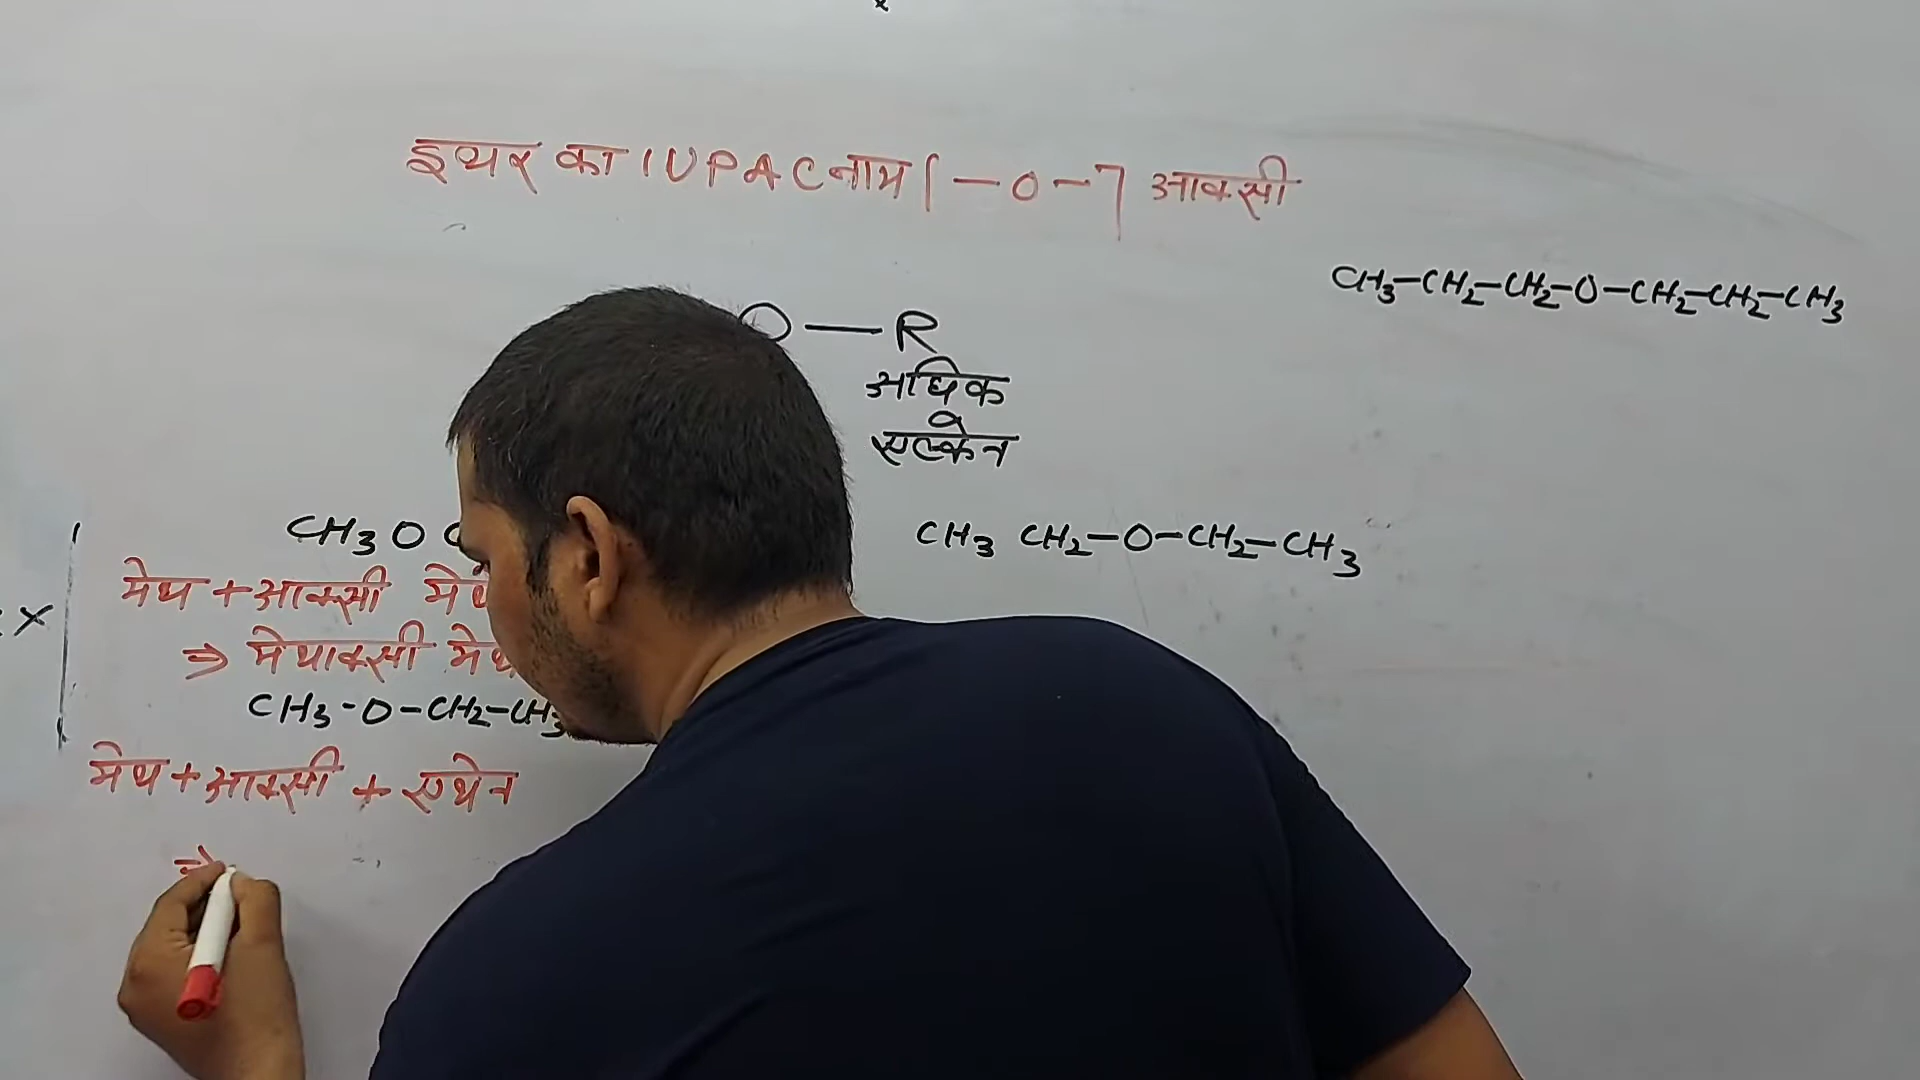 इथर का IUPAC नाम [-O-] आक्सी
CH3-CH2-CH2-O-CH2-CH2-CH3
O — R
अधिक
एल्केन
CH3 O
CH3 CH2-O-CH2-CH3
मेथ + आक्सी
x
⇒ मेथाक्सी
CH3-O-CH2-CH3
मेथ + आक्सी + एथेन
⇒